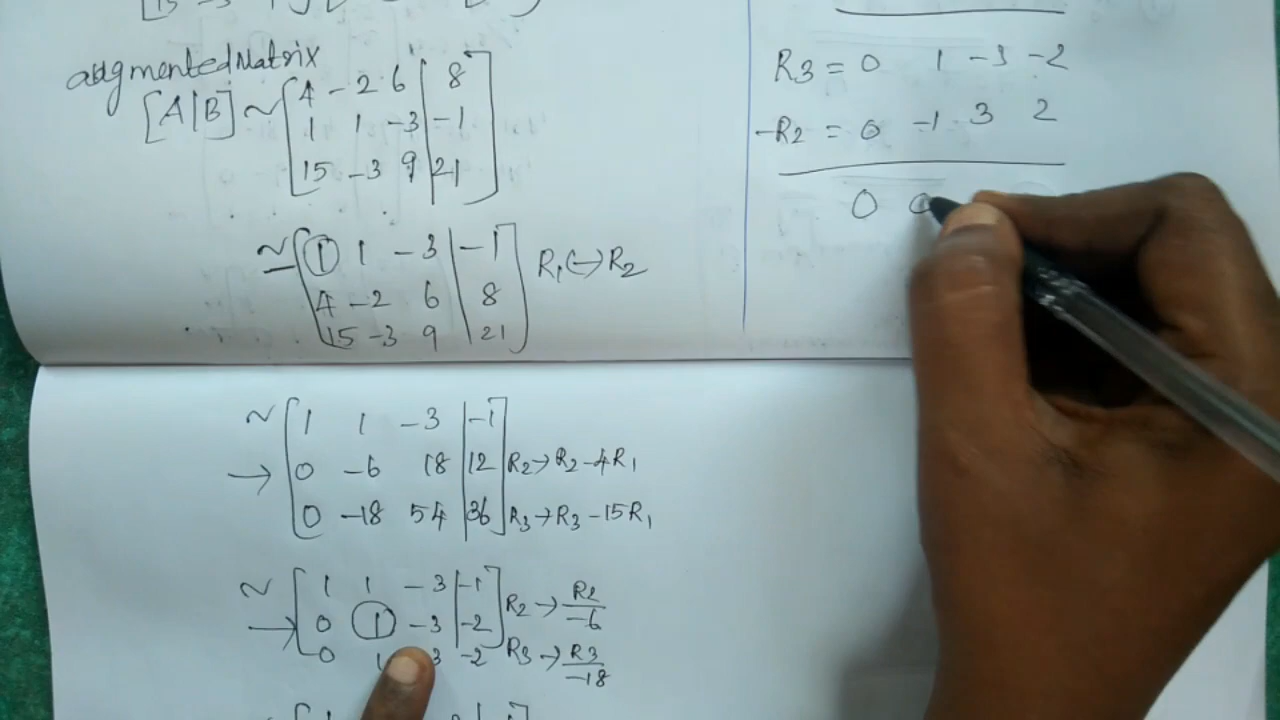 augmented Matrix
[A|B] ~ [4 -2 6 | 8]
1 1 -3 | -1
15 -3 9 | 21
~ [1 1 -3 | -1] R1 ↔ R2
4 -2 6 | 8
15 -3 9 | 21
~ [1 1 -3 | -1]
→ 0 -6 18 | 12 R2 → R2 - 4R1
0 -18 54 | 36 R3 → R3 - 15R1
~ [1 1 -3 | -1]
→ 0 1 -3 | -2 R2 → R2/-6
0 1 3 -2 R3 → R3/-18
R3 = 0 1 -3 -2
-R2 = 0 -1 3 2
0 0